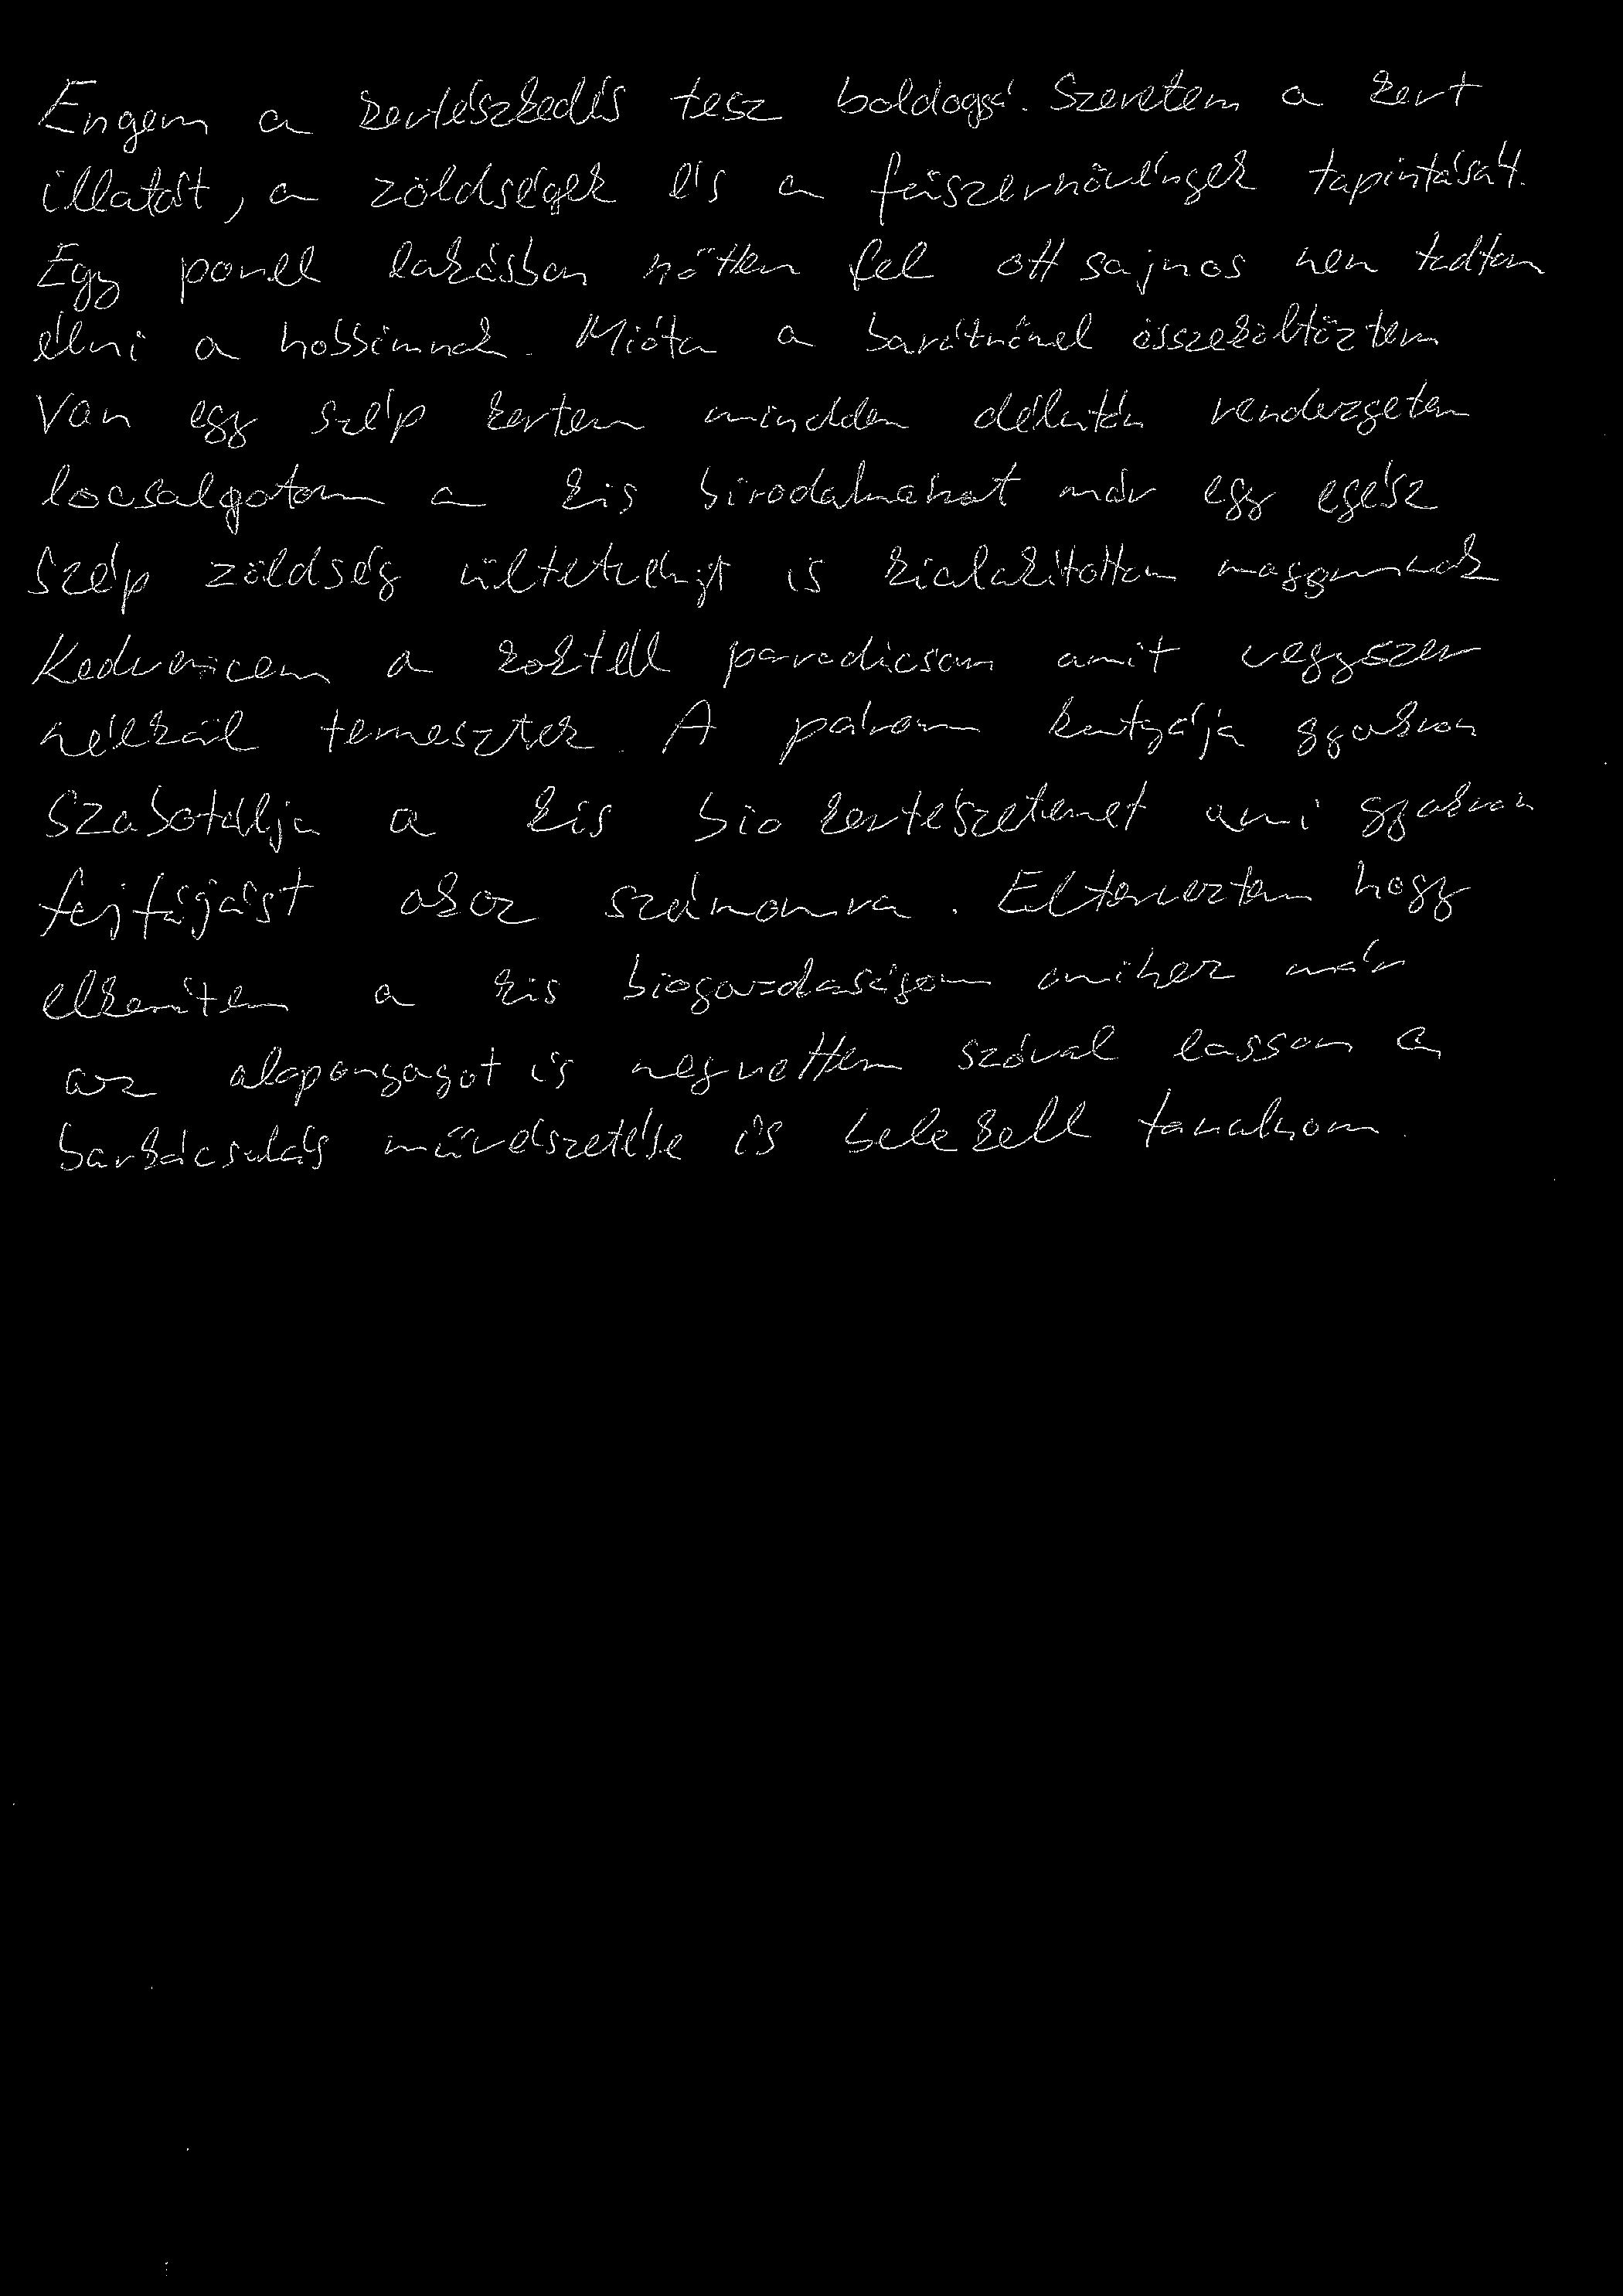 Engem a kertészkedés tesz boldoggá. Szeretem a kert
illatát, a zöldségek és a fűszernövények tapintását.
Egy panel lakásban nőttem fel ott sajnos nem tudtam
élni a hobbimnak. Mióta a barátnőmel összeköltöztem
Van egy szép kertem minden délután rendezgetem
locsolgatom a kis birodalmamat már egy egész
Szép zöldség ültetvényt is kialakítottam magamnak
Kedvencem a koktell paradicsom amit vegyszer
nélkül termesztek. A párom kutyája gyakran
Szabotálja a kis bio kertészetemet ami gyakran
fejfájást okoz számomra. Elterveztem hogy
elkerítem a kis biogazdaságom amihez már
az alapanyagot is megvettem szóval lassan a
barkácsolás művészetébe is bele kell tanulnom.